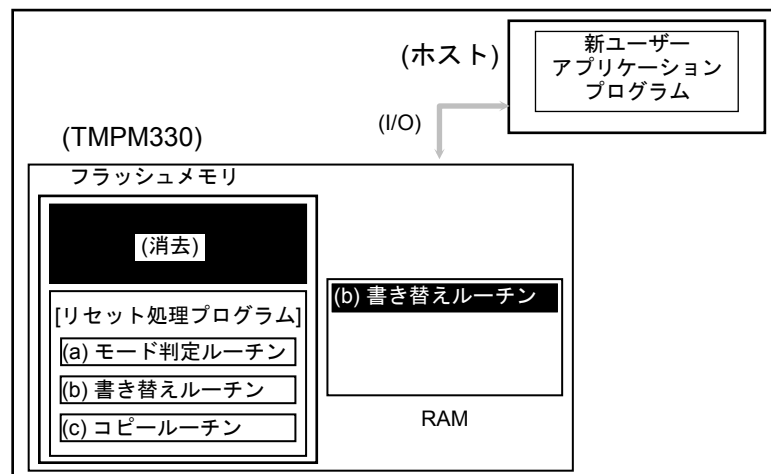 (ホスト)
新ユーザー
アプリケーション
プログラム
(I/O)
(TMPM330)
フラッシュメモリ
(消去)
[リセット処理プログラム]
(a) モード判定ルーチン
(b) 書き替えルーチン
(c) コピールーチン
(b) 書き替えルーチン
RAM